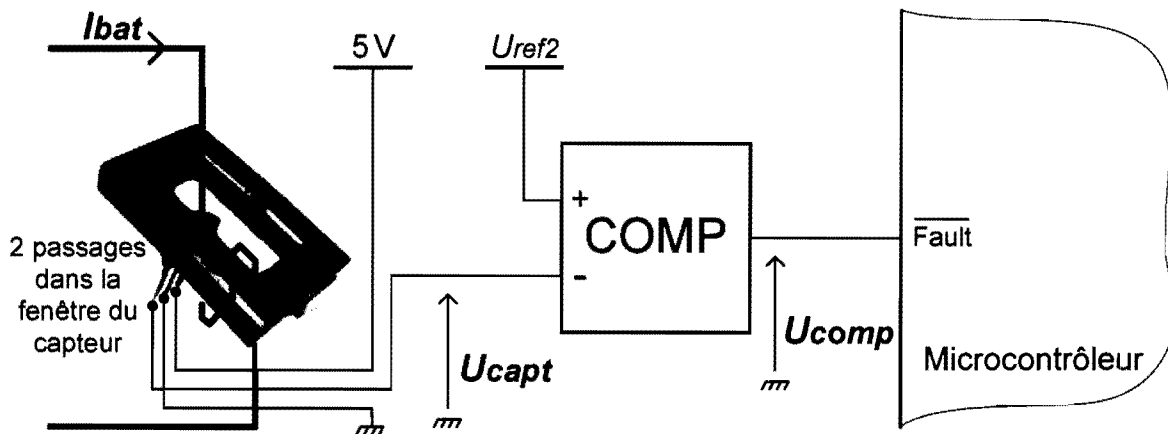 Ibat
5V
Uref2
2 passages
dans la
fenêtre du
capteur
+
COMP
-
Fault
Ucapt
Ucomp
Microcontrôleur